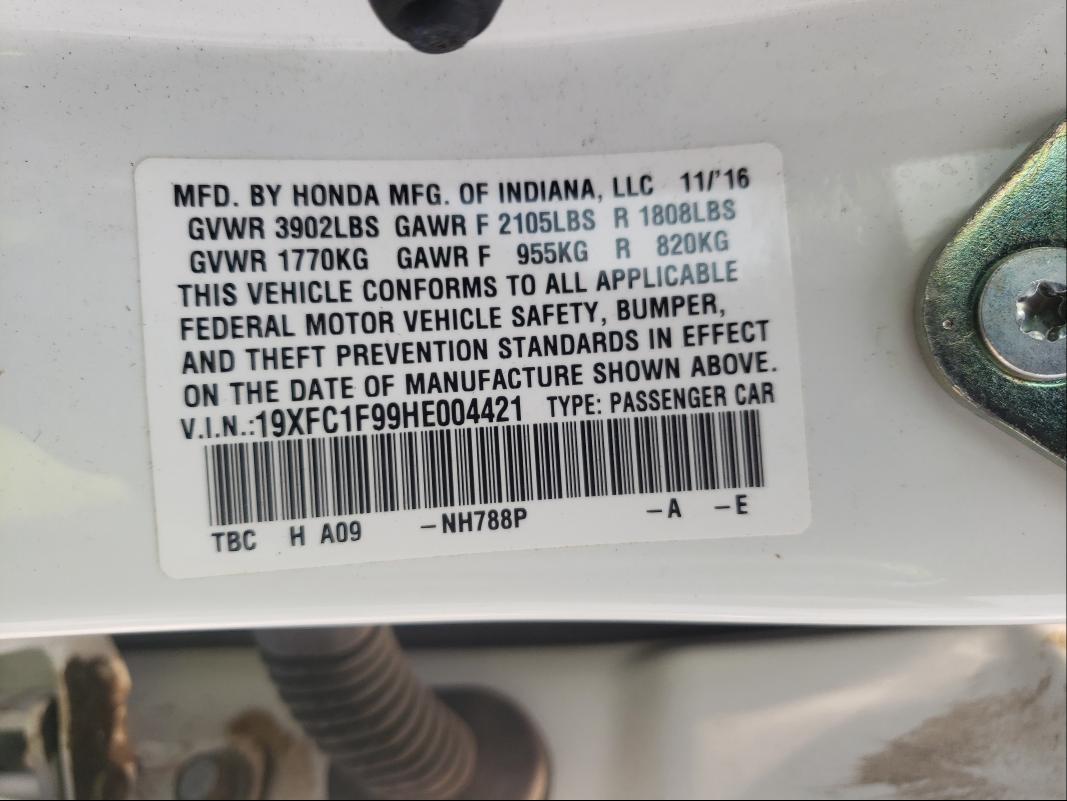 MFD. BY HONDA MFG. OF INDIANA, LLC 11/'16
GVWR 3902LBS GAWR F 2105LBS R 1808LBS
GVWR 1770KG GAWR F 955KG R 820KG
THIS VEHICLE CONFORMS TO ALL APPLICABLE
FEDERAL MOTOR VEHICLE SAFETY, BUMPER,
AND THEFT PREVENTION STANDARDS IN EFFECT
ON THE DATE OF MANUFACTURE SHOWN ABOVE.
V.I.N.:19XFC1F99HE004421 TYPE: PASSENGER CAR
TBC H A09 -NH788P -A -E